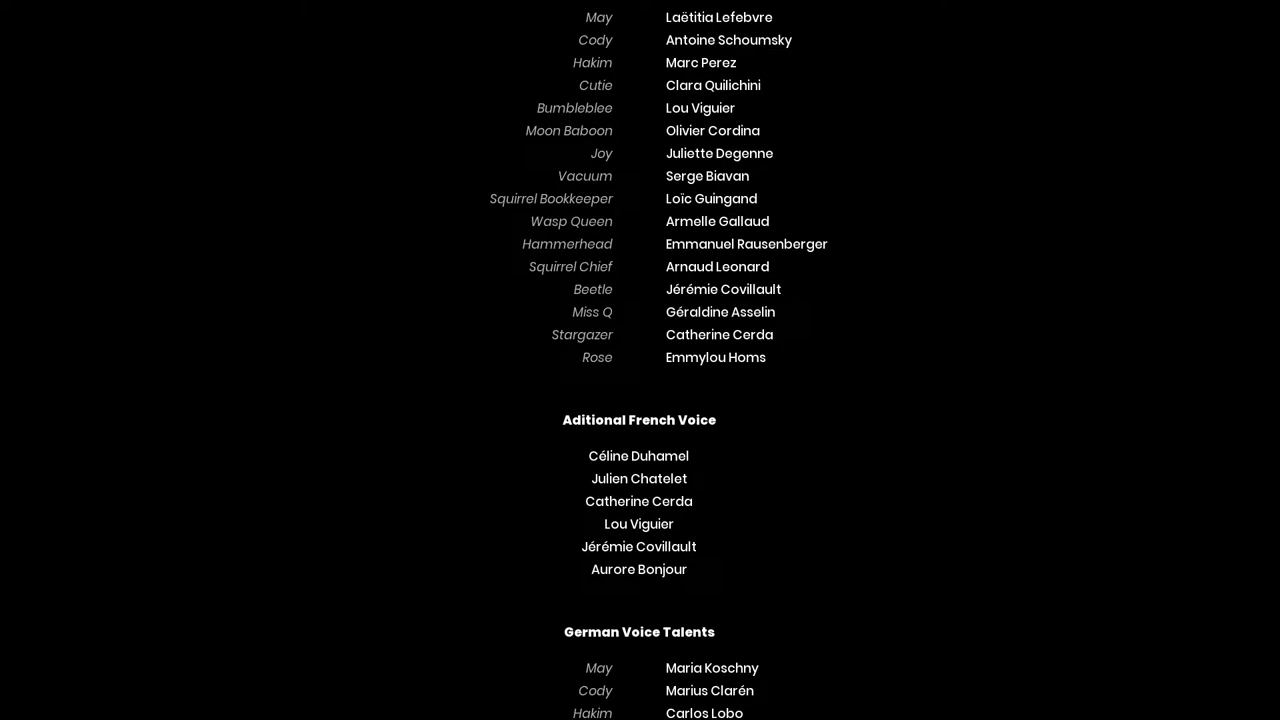 May Laëtitia Lefebvre
Cody Antoine Schoumsky
Hakim Marc Perez
Cutie Clara Quilichini
Bumbleblee Lou Viguier
Moon Baboon Olivier Cordina
Joy Juliette Degenne
Vacuum Serge Biavan
Squirrel Bookkeeper Loïc Guingand
Wasp Queen Armelle Gallaud
Hammerhead Emmanuel Rausenberger
Squirrel Chief Arnaud Leonard
Beetle Jérémie Covillault
Miss Q Géraldine Asselin
Stargazer Catherine Cerda
Rose Emmylou Homs
Aditional French Voice
Céline Duhamel
Julien Chatelet
Catherine Cerda
Lou Viguier
Jérémie Covillault
Aurore Bonjour
German Voice Talents
May Maria Koschny
Cody Marius Clarén
Hakim Carlos Lobo